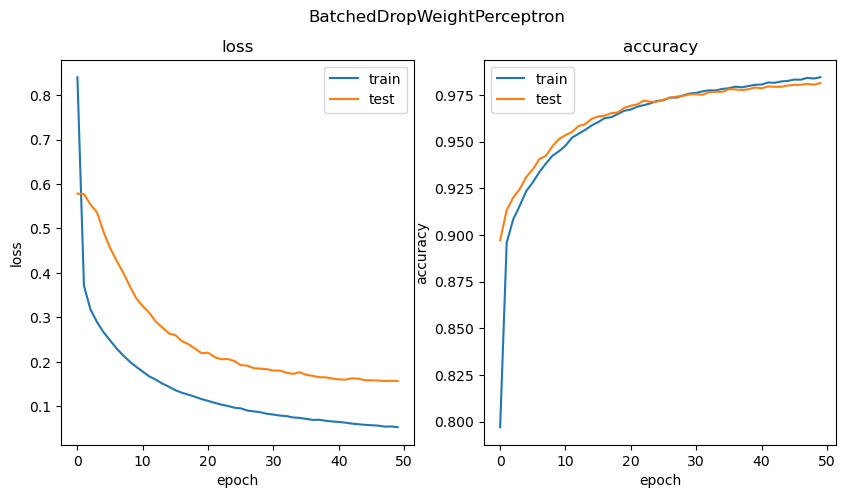 BatchedDropWeightPerceptron
loss
train
test
0.8
0.7
0.6
0.5
0.4
0.3
0.2
0.1
loss
0 10 20 30 40 50
epoch
accuracy
train
test
0.975
0.950
0.925
0.900
0.875
0.850
0.825
0.800
accuracy
0 10 20 30 40 50
epoch